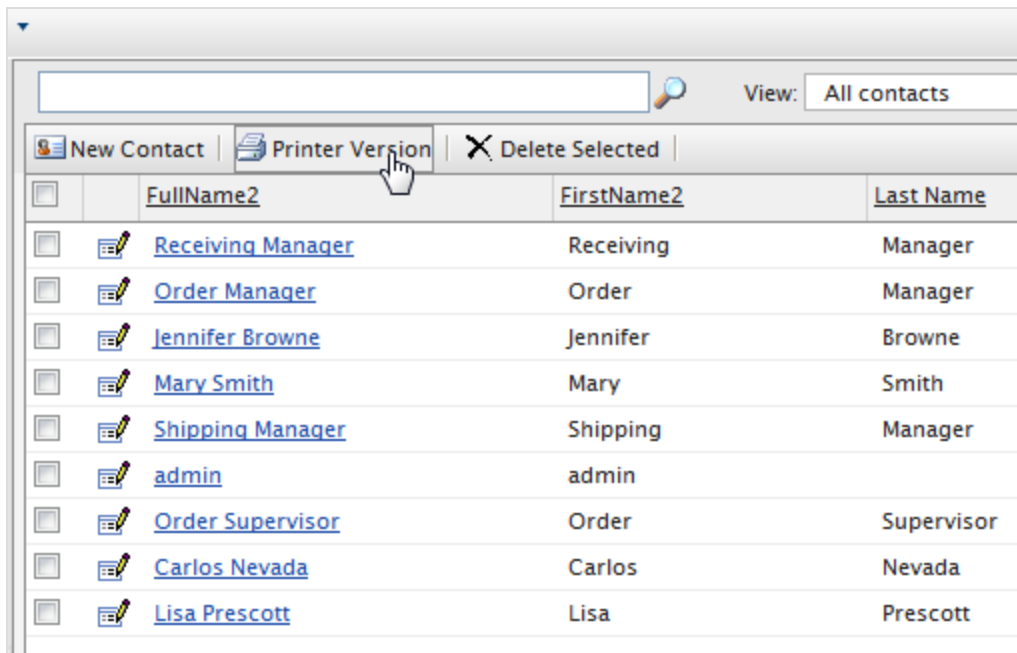 View: All contacts
New Contact Printer Version Delete Selected
FullName2 FirstName2 Last Name
Receiving Manager Receiving Manager
Order Manager Order Manager
Jennifer Browne Jennifer Browne
Mary Smith Mary Smith
Shipping Manager Shipping Manager
admin admin
Order Supervisor Order Supervisor
Carlos Nevada Carlos Nevada
Lisa Prescott Lisa Prescott